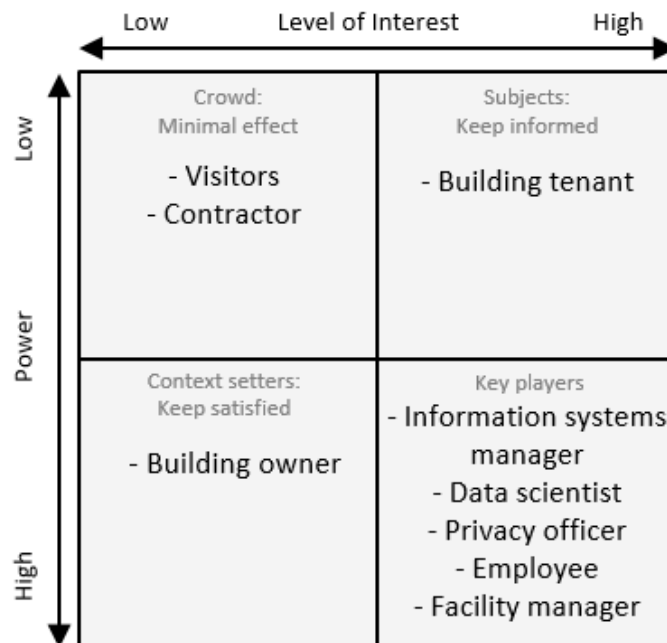 Low Level of Interest High
Low
Power
High
Crowd:
Minimal effect
- Visitors
- Contractor
Subjects:
Keep informed
- Building tenant
Context setters:
Keep satisfied
- Building owner
Key players
- Information systems
manager
- Data scientist
- Privacy officer
- Employee
- Facility manager